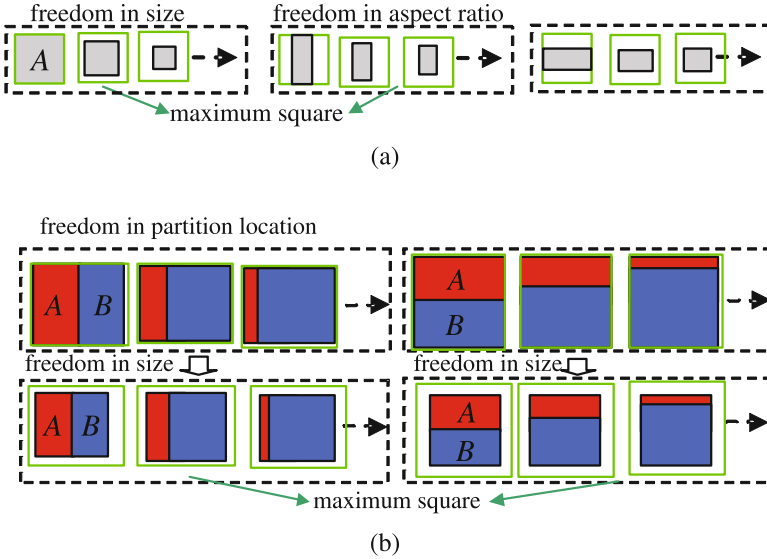 freedom in size
freedom in aspect ratio
A
maximum square
(a)
freedom in partition location
A B
A
B
freedom in size
freedom in size
A B
A
B
maximum square
(b)